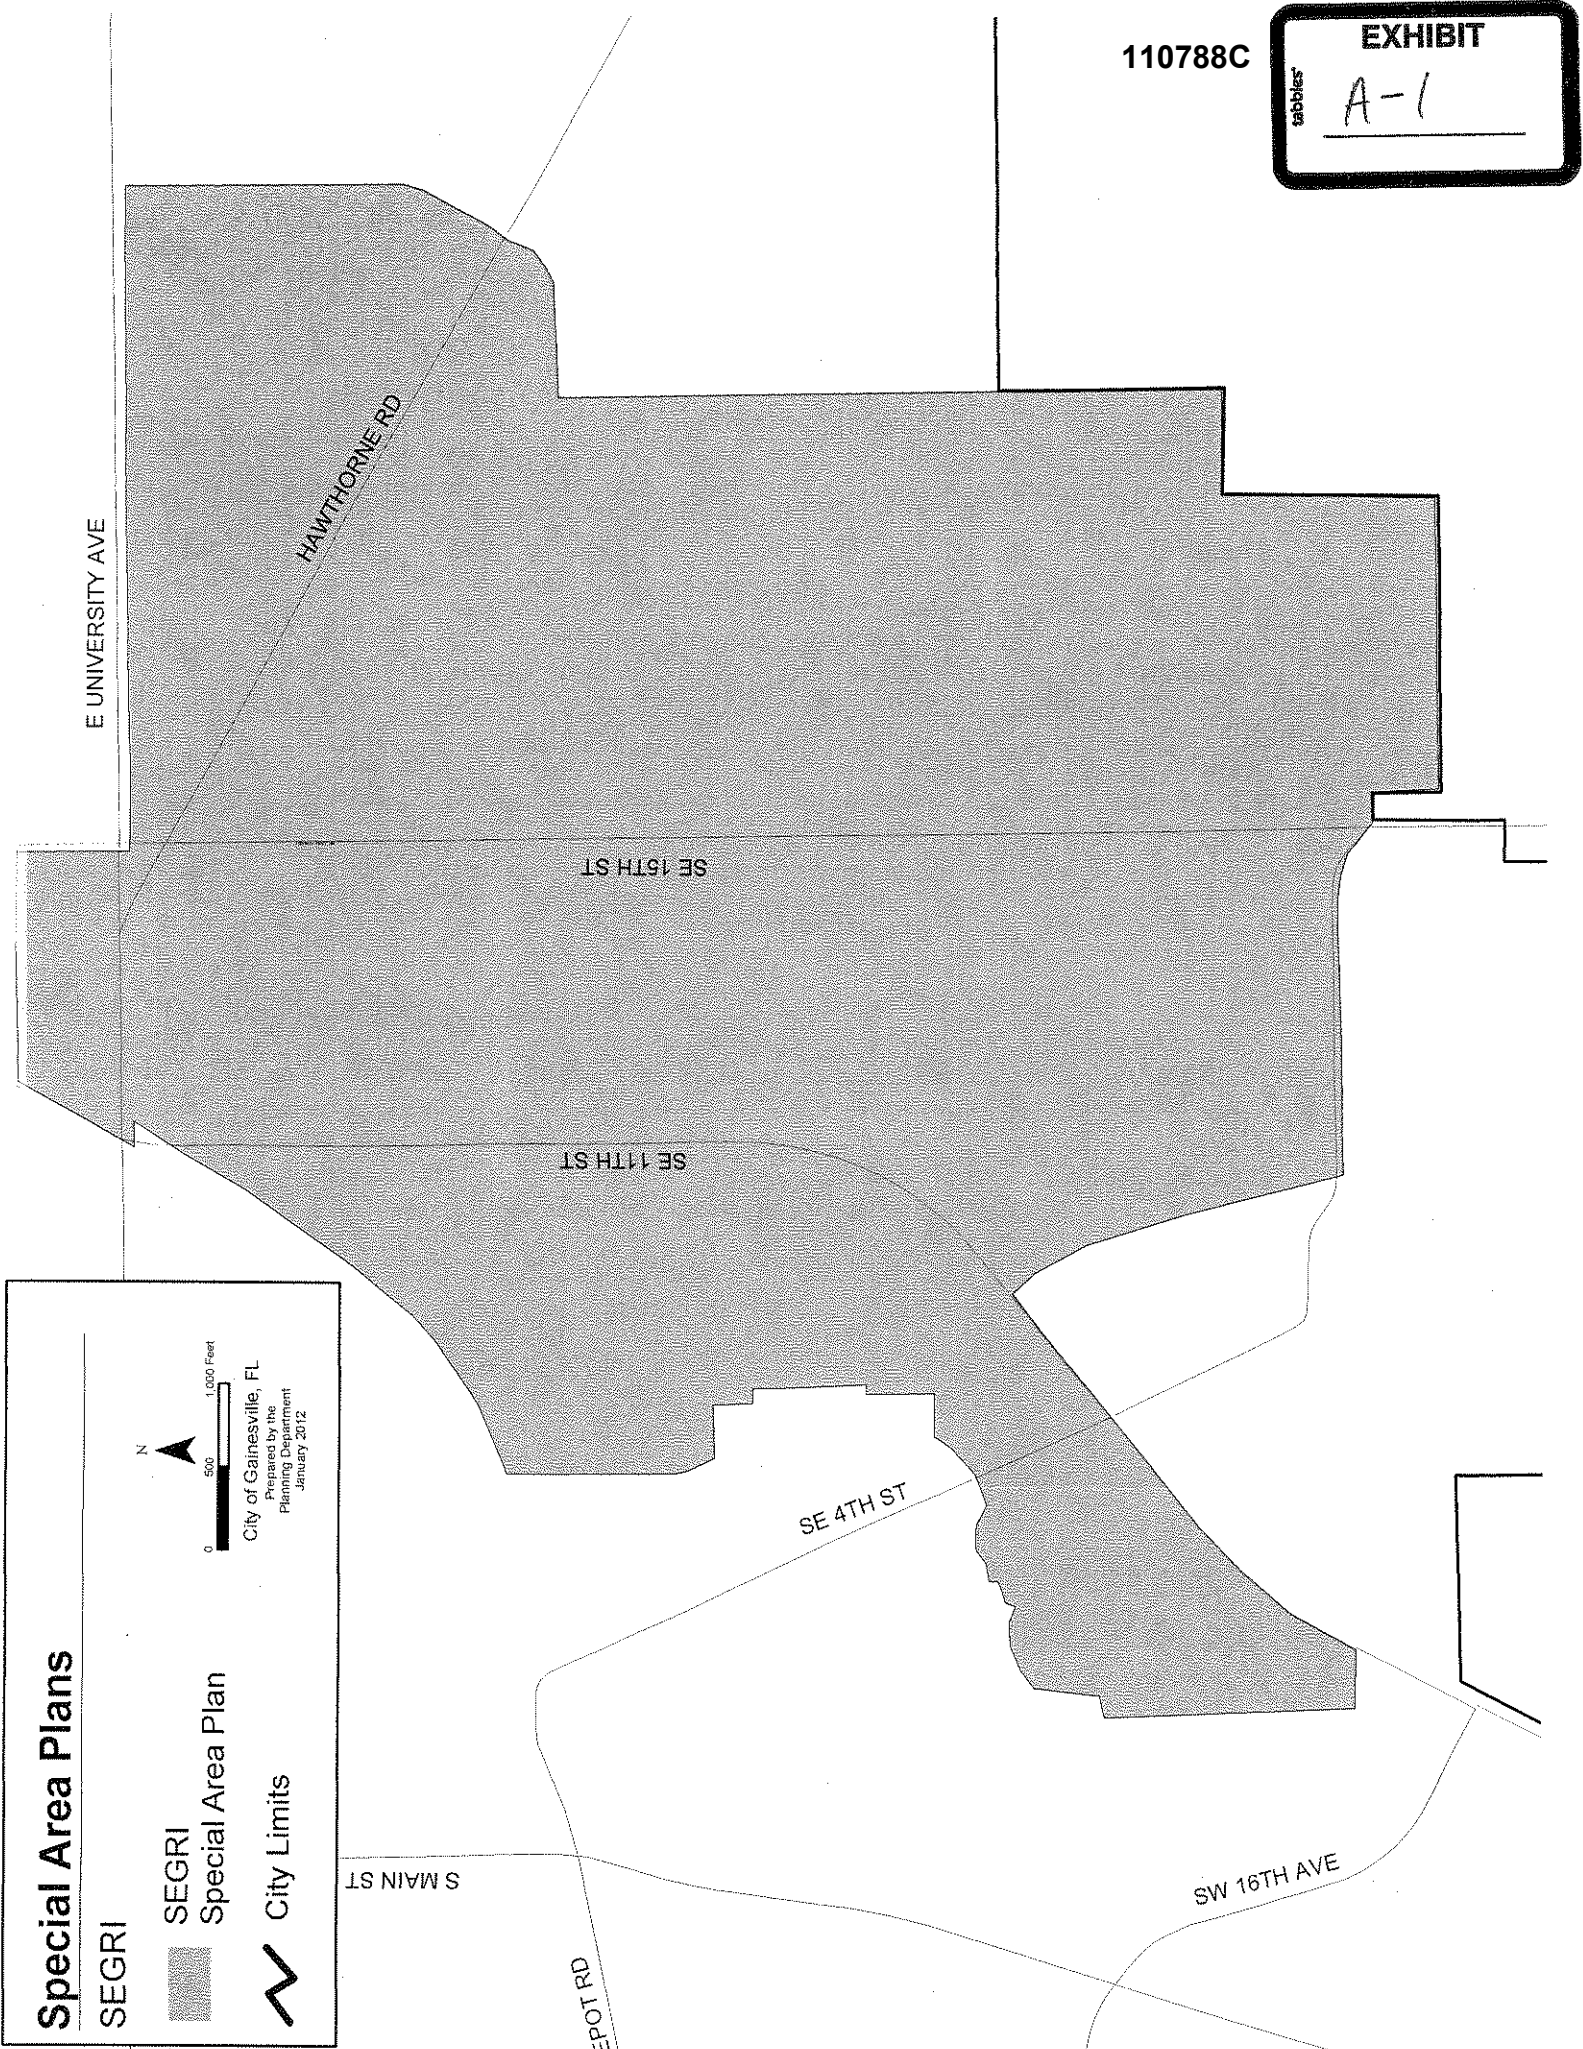 110788C
EXHIBIT
tabbies
A-1
E UNIVERSITY AVE
HAWTHORNE RD
SE 15TH ST
SE 11TH ST
SE 4TH ST
S MAIN ST
SW 16TH AVE
EPOT RD
Special Area Plans
SEGRI
SEGRI
Special Area Plan
City Limits
N
0 500 1,000 Feet
City of Gainesville, FL
Prepared by the
Planning Department
January 2012